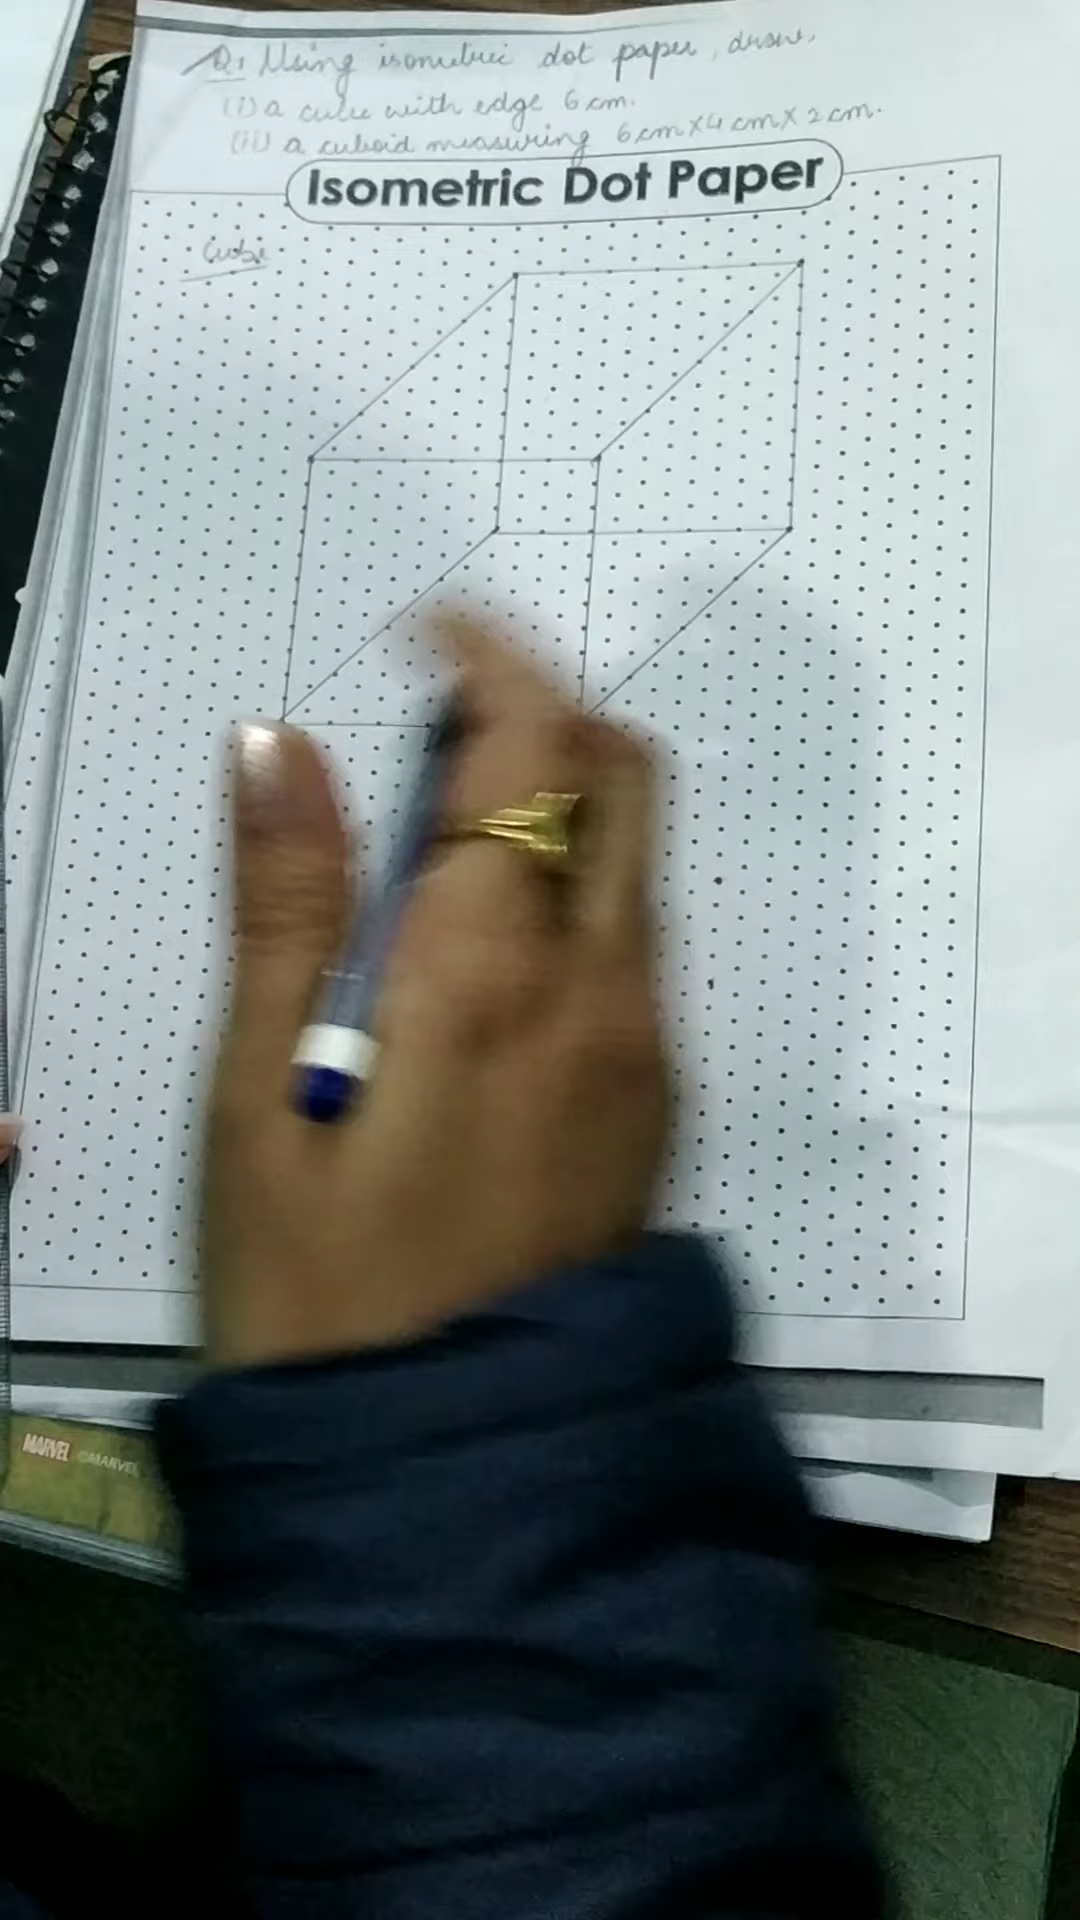 Q1 Using isometric dot paper, draw.
(i) a cube with edge 6 cm.
(ii) a cuboid measuring 6 cm X 4 cm X 2 cm.
Isometric Dot Paper
Cube
MARVEL ©MARVEL